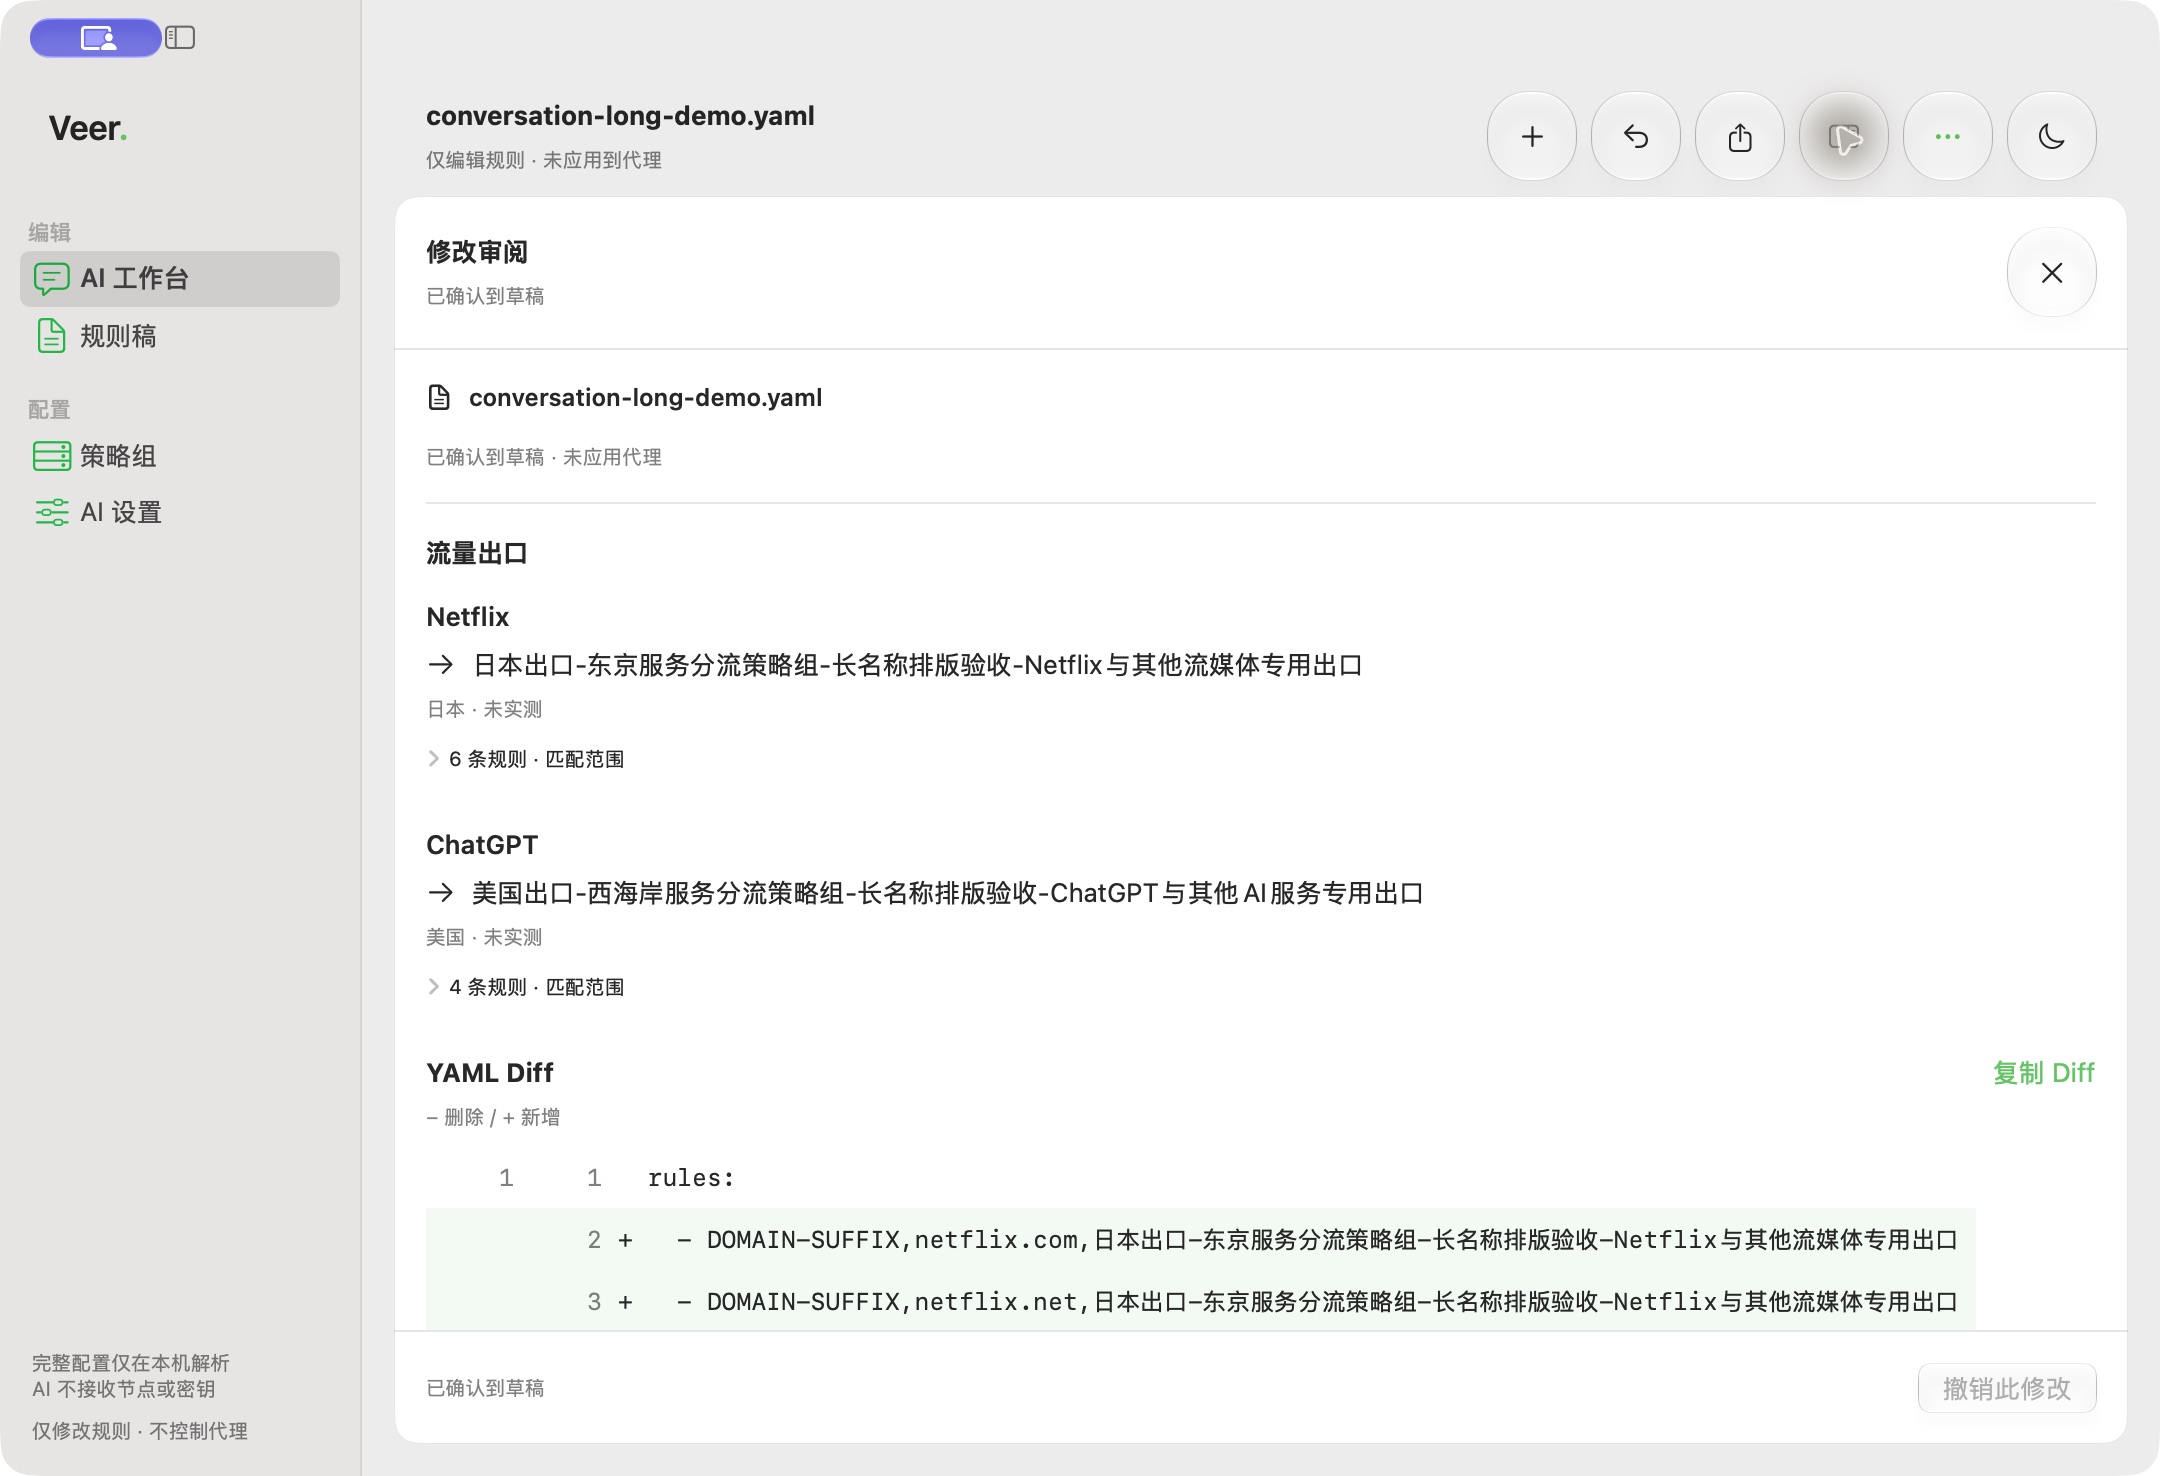 Veer.
编辑
AI 工作台
规则稿
配置
策略组
AI 设置
完整配置仅在本机解析
AI 不接收节点或密钥
仅修改规则 · 不控制代理
conversation-long-demo.yaml
仅编辑规则 · 未应用到代理
修改审阅
已确认到草稿
conversation-long-demo.yaml
已确认到草稿 · 未应用代理
流量出口
Netflix
→ 日本出口-东京服务分流策略组-长名称排版验收-Netflix与其他流媒体专用出口
日本 · 未实测
6 条规则 · 匹配范围
ChatGPT
→ 美国出口-西海岸服务分流策略组-长名称排版验收-ChatGPT与其他AI服务专用出口
美国 · 未实测
4 条规则 · 匹配范围
YAML Diff
复制 Diff
− 删除 / + 新增
1 1 rules:
2 + - DOMAIN-SUFFIX,netflix.com,日本出口-东京服务分流策略组-长名称排版验收-Netflix与其他流媒体专用出口
3 + - DOMAIN-SUFFIX,netflix.net,日本出口-东京服务分流策略组-长名称排版验收-Netflix与其他流媒体专用出口
已确认到草稿
撤销此修改